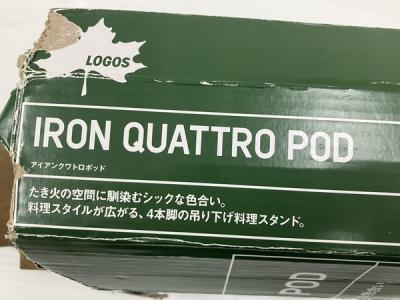 LOGOS
IRON QUATTRO POD
アイアンクワトロポッド
たき火の空間に馴染むシックな色合い。
料理スタイルが広がる、4本脚の吊り下げ料理スタンド。
POD